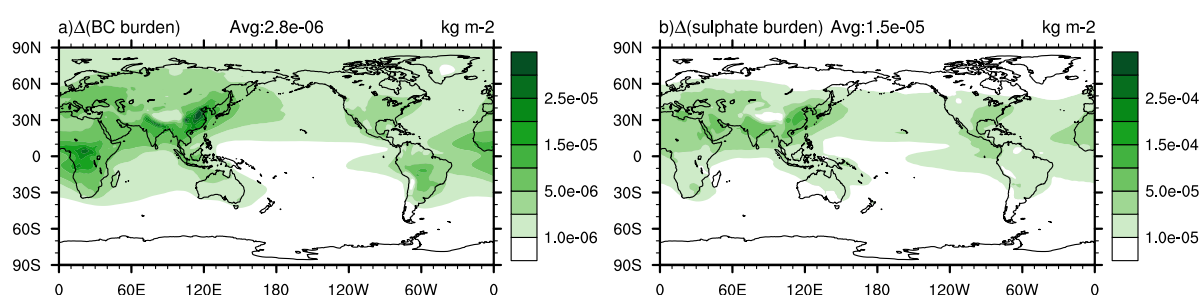 a)Δ(BC burden) Avg:2.8e-06 kg m-2
90N
60N
30N
0
30S
60S
90S
0 60E 120E 180 120W 60W 0
2.5e-05
1.5e-05
5.0e-06
1.0e-06
b)Δ(sulphate burden) Avg:1.5e-05 kg m-2
90N
60N
30N
0
30S
60S
90S
0 60E 120E 180 120W 60W 0
2.5e-04
1.5e-04
5.0e-05
1.0e-05